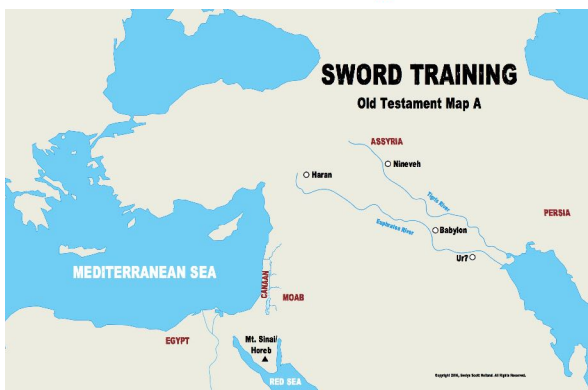 SWORD TRAINING
Old Testament Map A
ASSYRIA
Nineveh
Haran
Tigris River
PERSIA
Euphrates River
Babylon
Ur?
MEDITERRANEAN SEA
CANAAN
MOAB
EGYPT
Mt. Sinai/
Horeb
RED SEA